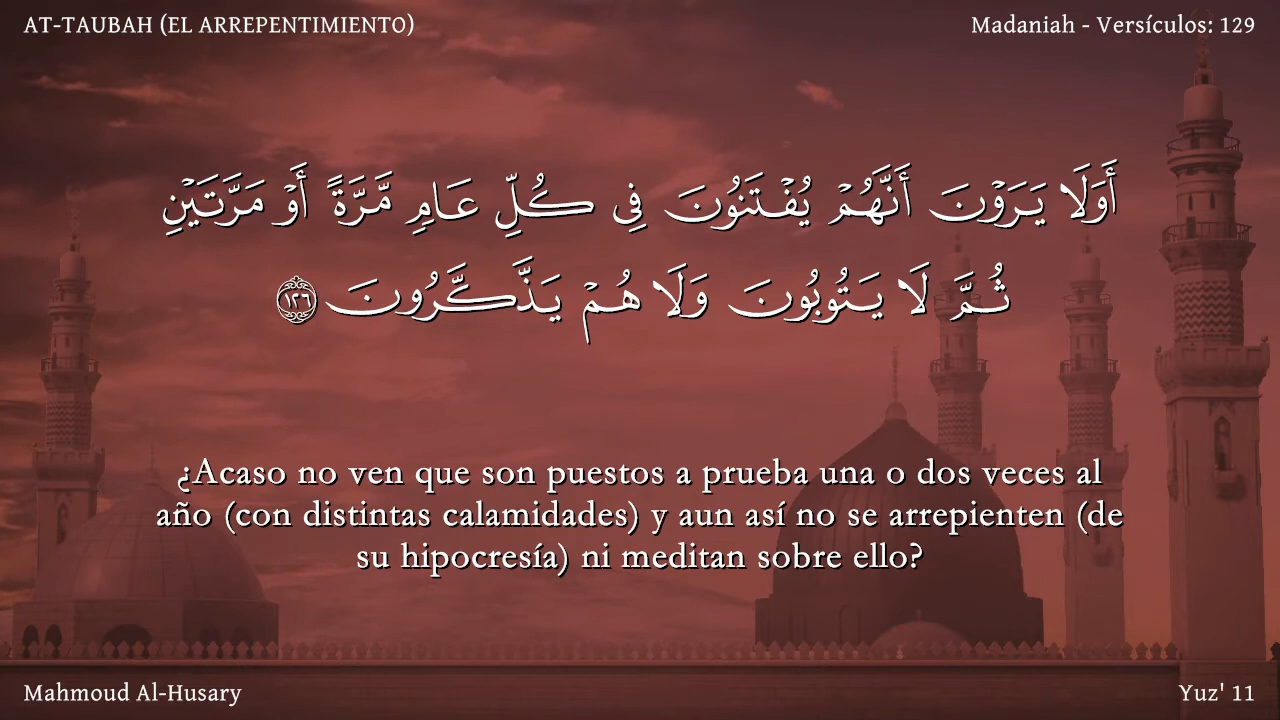 AT-TAUBAH (EL ARREPENTIMIENTO)
Madaniah - Versículos: 129
أَوَلَا يَرَوْنَ أَنَّهُمْ يُفْتَنُونَ فِي كُلِّ عَامٍ مَّرَّةً أَوْ مَرَّتَيْنِ
ثُمَّ لَا يَتُوبُونَ وَلَا هُمْ يَذَّكَّرُونَ ١٢٦
¿Acaso no ven que son puestos a prueba una o dos veces al
año (con distintas calamidades) y aun así no se arrepienten (de
su hipocresía) ni meditan sobre ello?
Mahmoud Al-Husary
Yuz' 11